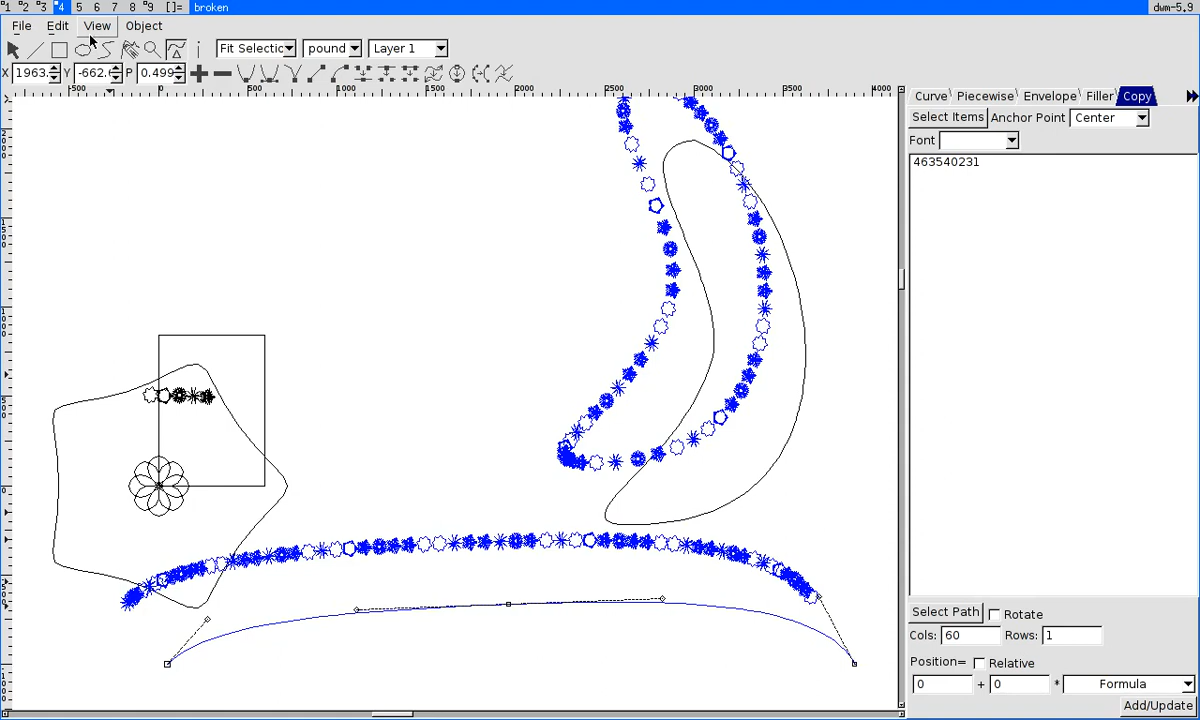 1 2 3 4 5 6 7 8 9 []= broken dwm-5.9
File Edit View Object
Fit Selectic pound Layer 1
X 1963. Y -662. P 0.499
-500 0 500 1000 1500 2000 2500 3000 3500 4000
Curve Piecewise Envelope Filler Copy
Select Items Anchor Point Center
Font
463540231
Select Path Rotate
Cols: 60 Rows: 1
Position= Relative
0 + 0 * Formula
Add/Update